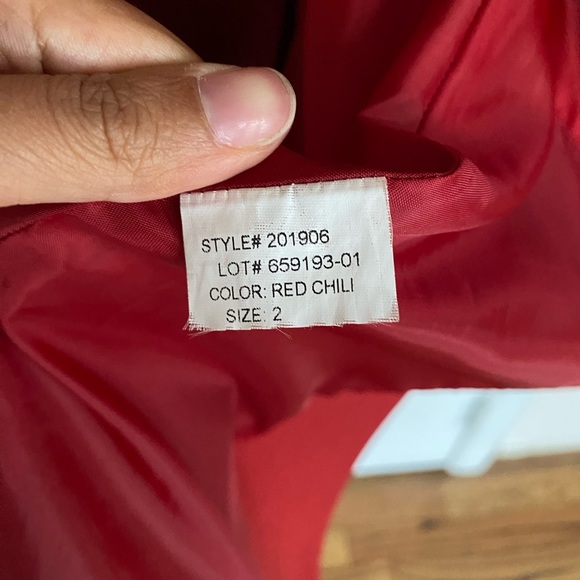 STYLE# 201906
LOT# 659193-01
COLOR: RED CHILI
SIZE: 2